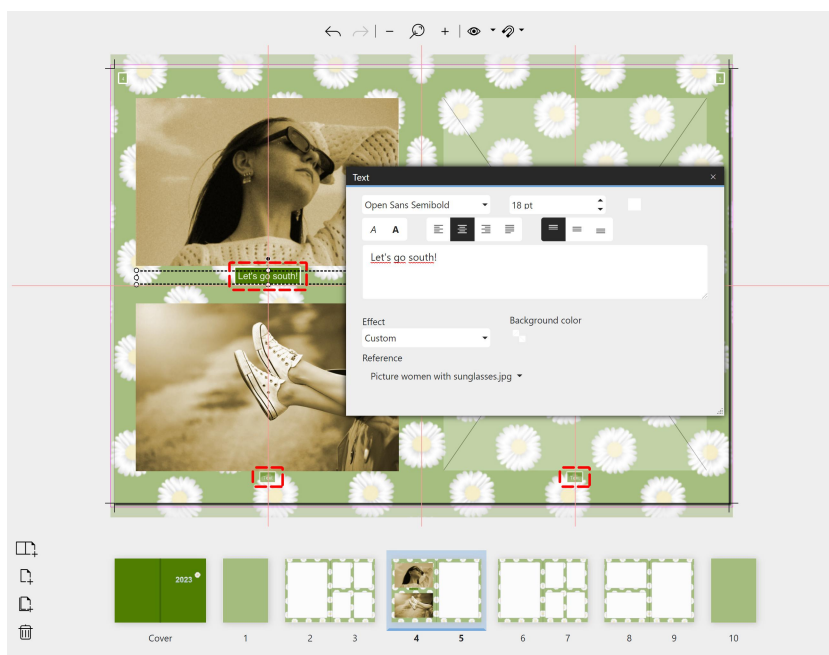 Text
Open Sans Semibold
18 pt
A A
Let's go south!
Let's go south!
Effect
Background color
Custom
Reference
Picture women with sunglasses.jpg
2023
Cover
1
2
3
4
5
6
7
8
9
10